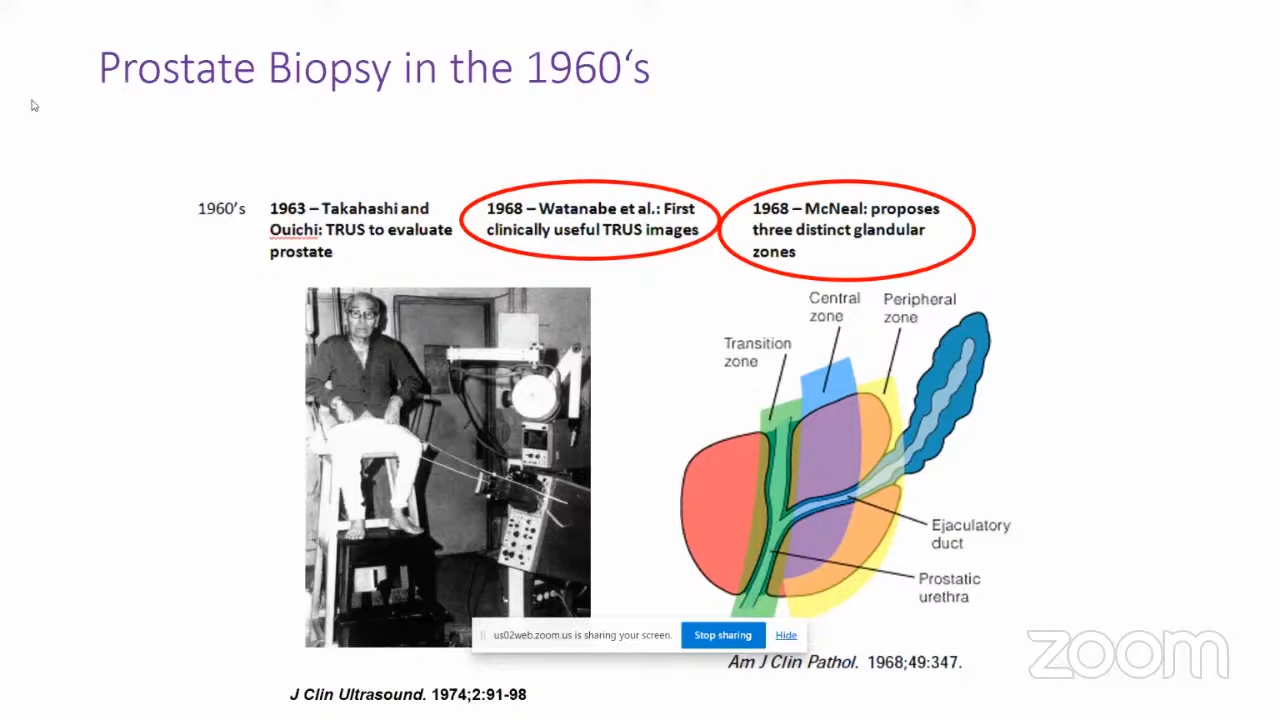 Prostate Biopsy in the 1960‘s
1960’s
1963 – Takahashi and
Ouichi: TRUS to evaluate
prostate
1968 – Watanabe et al.: First
clinically useful TRUS images
1968 – McNeal: proposes
three distinct glandular
zones
Central
zone
Peripheral
zone
Transition
zone
Ejaculatory
duct
Prostatic
urethra
us02web.zoom.us is sharing your screen.
Stop sharing
Hide
Am J Clin Pathol. 1968;49:347.
zoom
J Clin Ultrasound. 1974;2:91-98